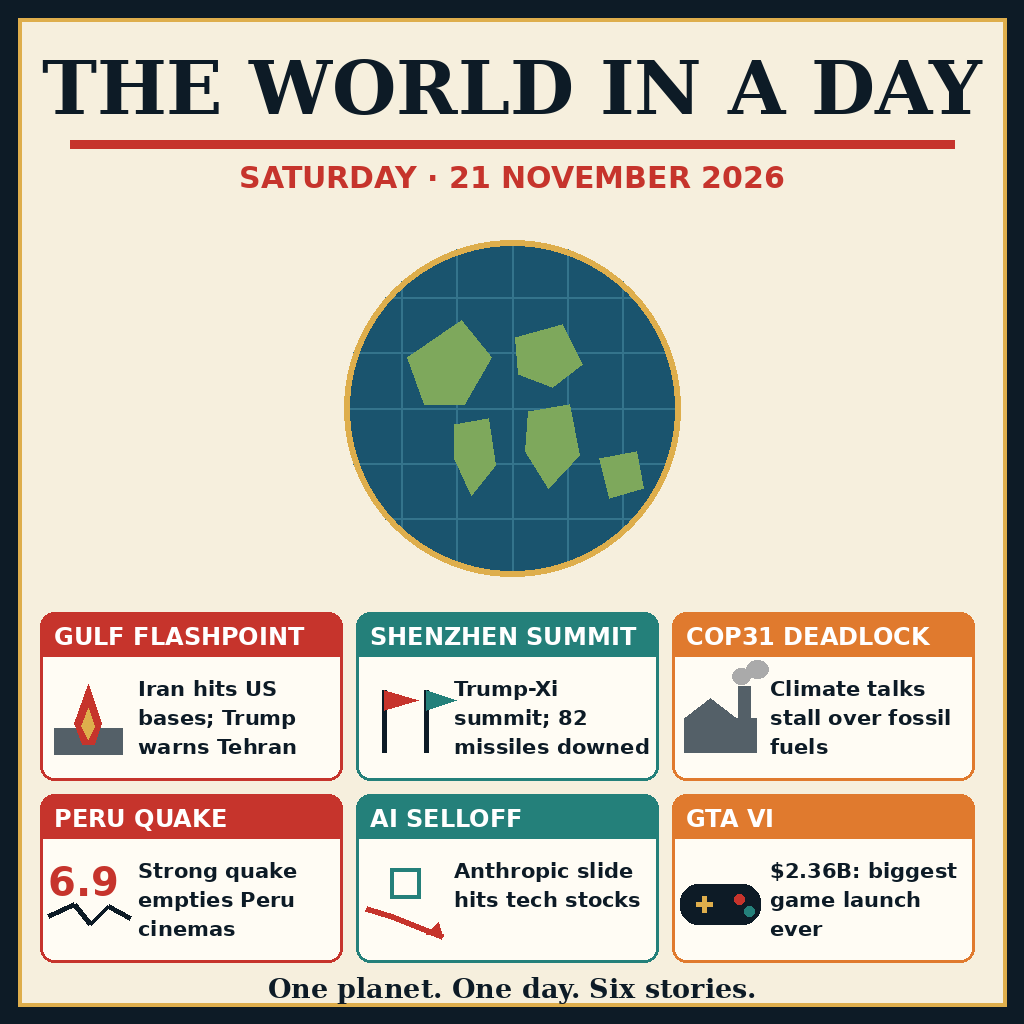 THE WORLD IN A DAY
SATURDAY · 21 NOVEMBER 2026
GULF FLASHPOINT
Iran hits US
bases; Trump
warns Tehran
SHENZHEN SUMMIT
Trump-Xi
summit; 82
missiles downed
COP31 DEADLOCK
Climate talks
stall over fossil
fuels
PERU QUAKE
6.9
Strong quake
empties Peru
cinemas
AI SELLOFF
Anthropic slide
hits tech stocks
GTA VI
$2.36B: biggest
game launch
ever
One planet. One day. Six stories.